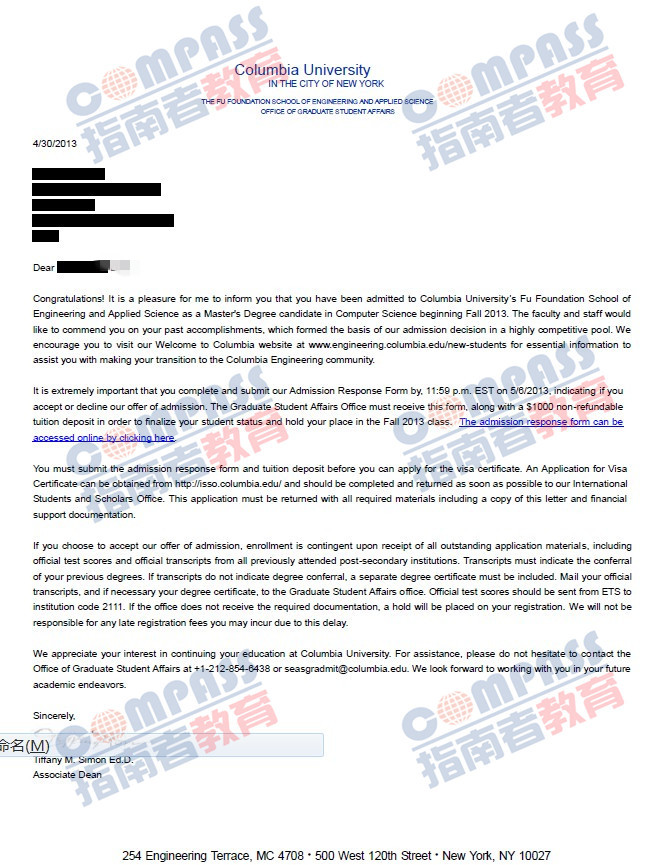 Columbia University
IN THE CITY OF NEW YORK
THE FU FOUNDATION SCHOOL OF ENGINEERING AND APPLIED SCIENCE
OFFICE OF GRADUATE STUDENT AFFAIRS
4/30/2013
Dear
Congratulations! It is a pleasure for me to inform you that you have been admitted to Columbia University's Fu Foundation School of
Engineering and Applied Science as a Master's Degree candidate in Computer Science beginning Fall 2013. The faculty and staff would
like to commend you on your past accomplishments, which formed the basis of our admission decision in a highly competitive pool. We
encourage you to visit our Welcome to Columbia website at www.engineering.columbia.edu/new-students for essential information to
assist you with making your transition to the Columbia Engineering community.
It is extremely important that you complete and submit our Admission Response Form by, 11:59 p.m. EST on 5/6/2013, indicating if you
accept or decline our offer of admission. The Graduate Student Affairs Office must receive this form, along with a $1000 non-refundable
tuition deposit in order to finalize your student status and hold your place in the Fall 2013 class. The admission response form can be
accessed online by clicking here.
You must submit the admission response form and tuition deposit before you can apply for the visa certificate. An Application for Visa
Certificate can be obtained from http://isso.columbia.edu/ and should be completed and returned as soon as possible to our International
Students and Scholars Office. This application must be returned with all required materials including a copy of this letter and financial
support documentation.
If you choose to accept our offer of admission, enrollment is contingent upon receipt of all outstanding application materials, including
official test scores and official transcripts from all previously attended post-secondary institutions. Transcripts must indicate the conferral
of your previous degrees. If transcripts do not indicate degree conferral, a separate degree certificate must be included. Mail your official
transcripts, and if necessary your degree certificate, to the Graduate Student Affairs office. Official test scores should be sent from ETS to
institution code 2111. If the office does not receive the required documentation, a hold will be placed on your registration. We will not be
responsible for any late registration fees you may incur due to this delay.
We appreciate your interest in continuing your education at Columbia University. For assistance, please do not hesitate to contact the
Office of Graduate Student Affairs at +1-212-854-6438 or seasgradmit@columbia.edu. We look forward to working with you in your future
academic endeavors.
Sincerely,
命名(M)
Tiffany M. Simon Ed.D.
Associate Dean
254 Engineering Terrace, MC 4708 • 500 West 120th Street • New York, NY 10027
COMPASS
指南者教育
COMPASS
指南者教育
COMPASS
指南者教育
COMPASS
指南者教育
COMPASS
指南者教育
COMPASS
指南者教育